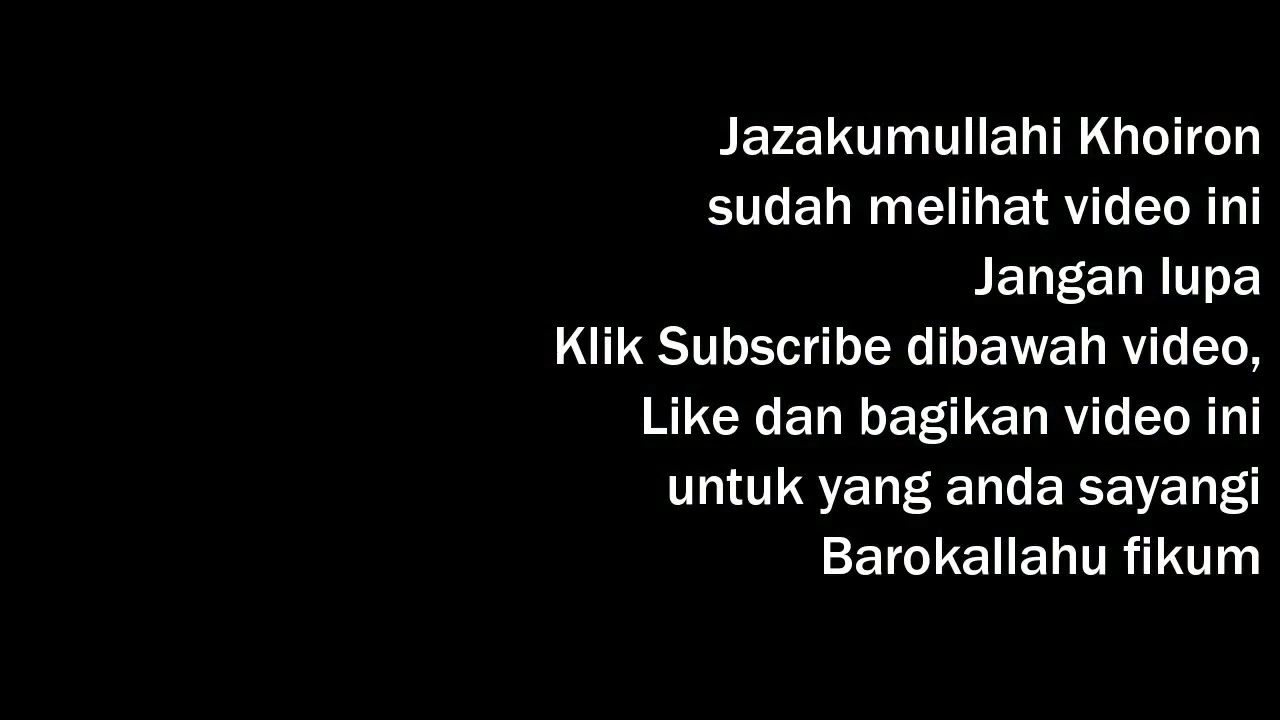 Jazakumullahi Khoiron
sudah melihat video ini
Jangan lupa
Klik Subscribe dibawah video,
Like dan bagikan video ini
untuk yang anda sayangi
Barokallahu fikum